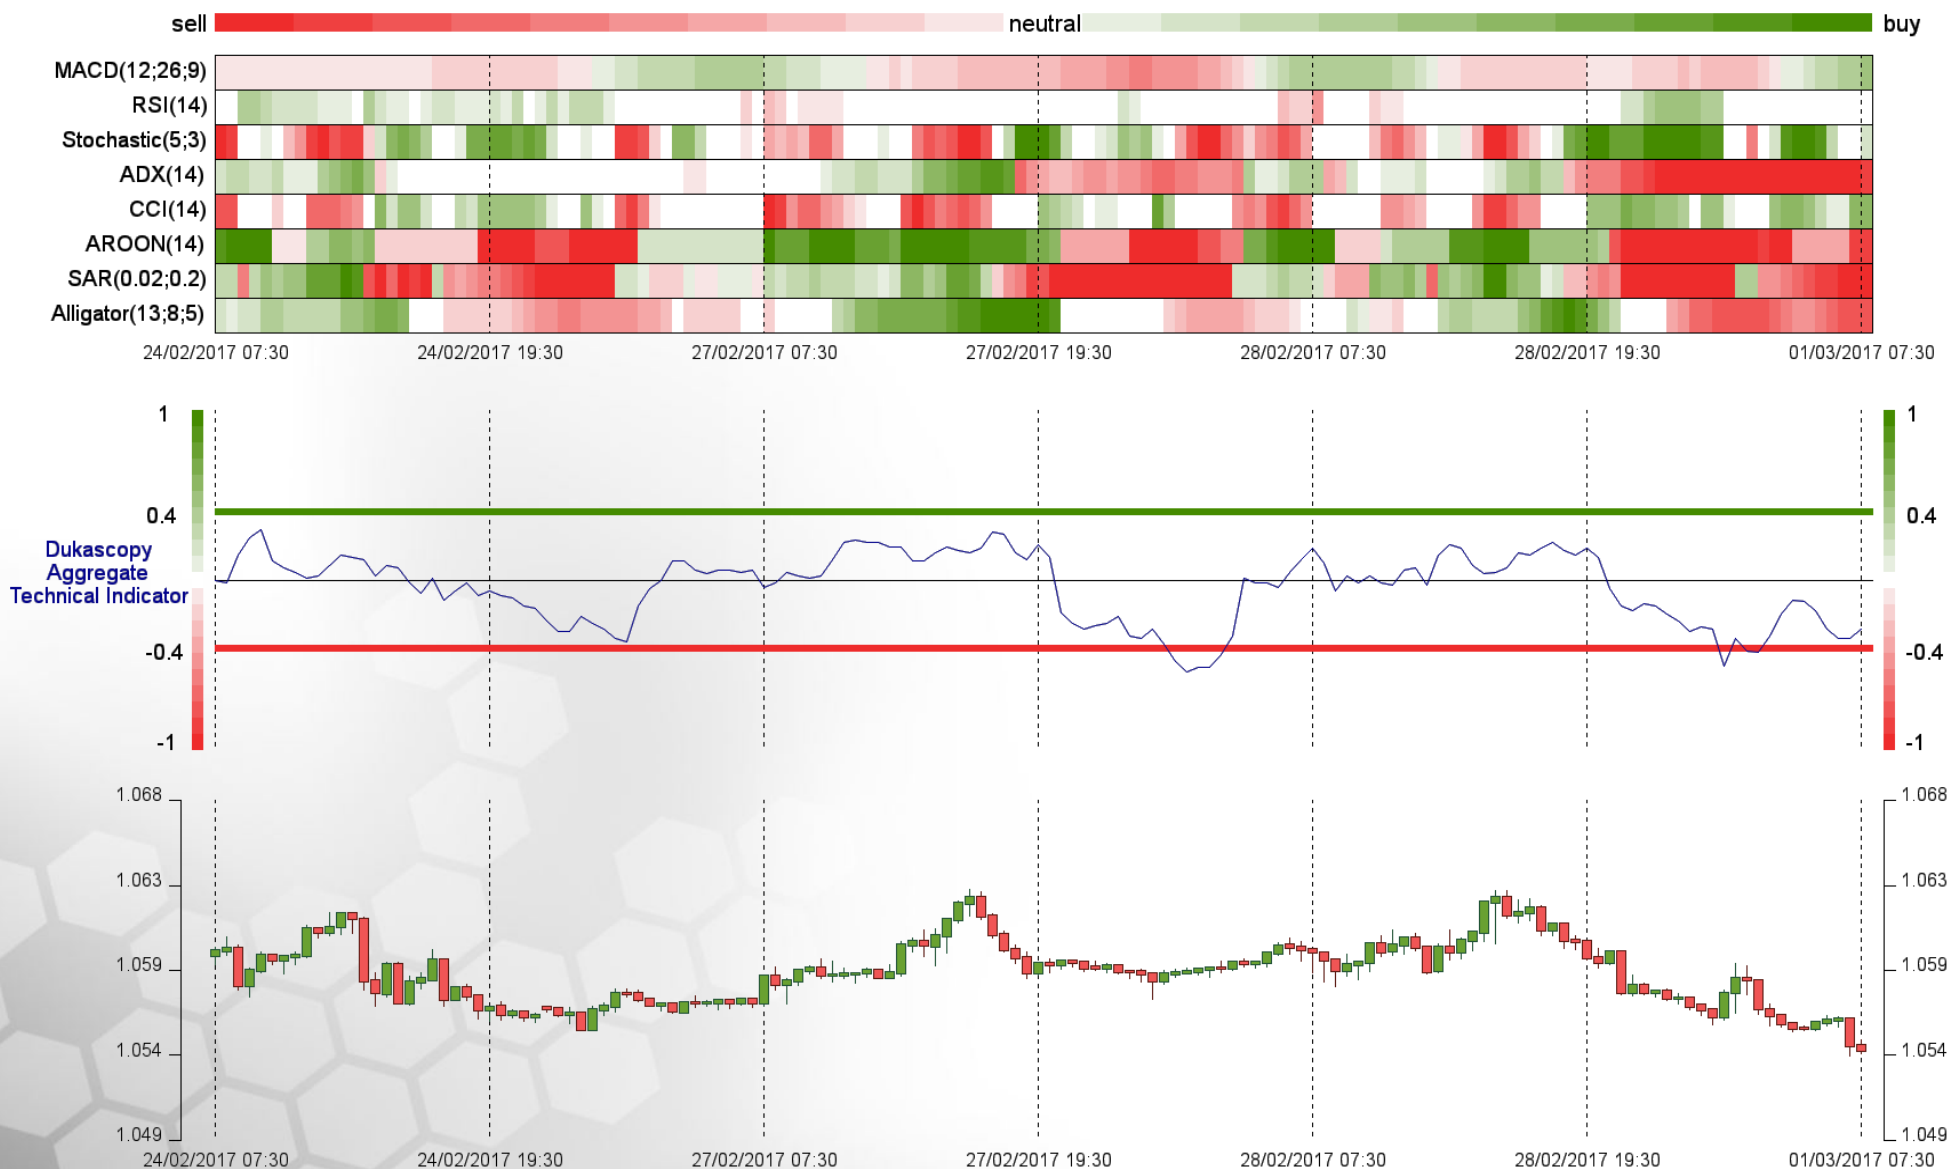 sell neutral buy
MACD(12;26;9)
RSI(14)
Stochastic(5;3)
ADX(14)
CCI(14)
AROON(14)
SAR(0.02;0.2)
Alligator(13;8;5)
24/02/2017 07:30 24/02/2017 19:30 27/02/2017 07:30 27/02/2017 19:30 28/02/2017 07:30 28/02/2017 19:30 01/03/2017 07:30
1 1
0.4 0.4
Dukascopy
Aggregate
Technical Indicator
-0.4 -0.4
-1 -1
1.068 1.068
1.063 1.063
1.059 1.059
1.054 1.054
1.049 1.049
24/02/2017 07:30 24/02/2017 19:30 27/02/2017 07:30 27/02/2017 19:30 28/02/2017 07:30 28/02/2017 19:30 01/03/2017 07:30